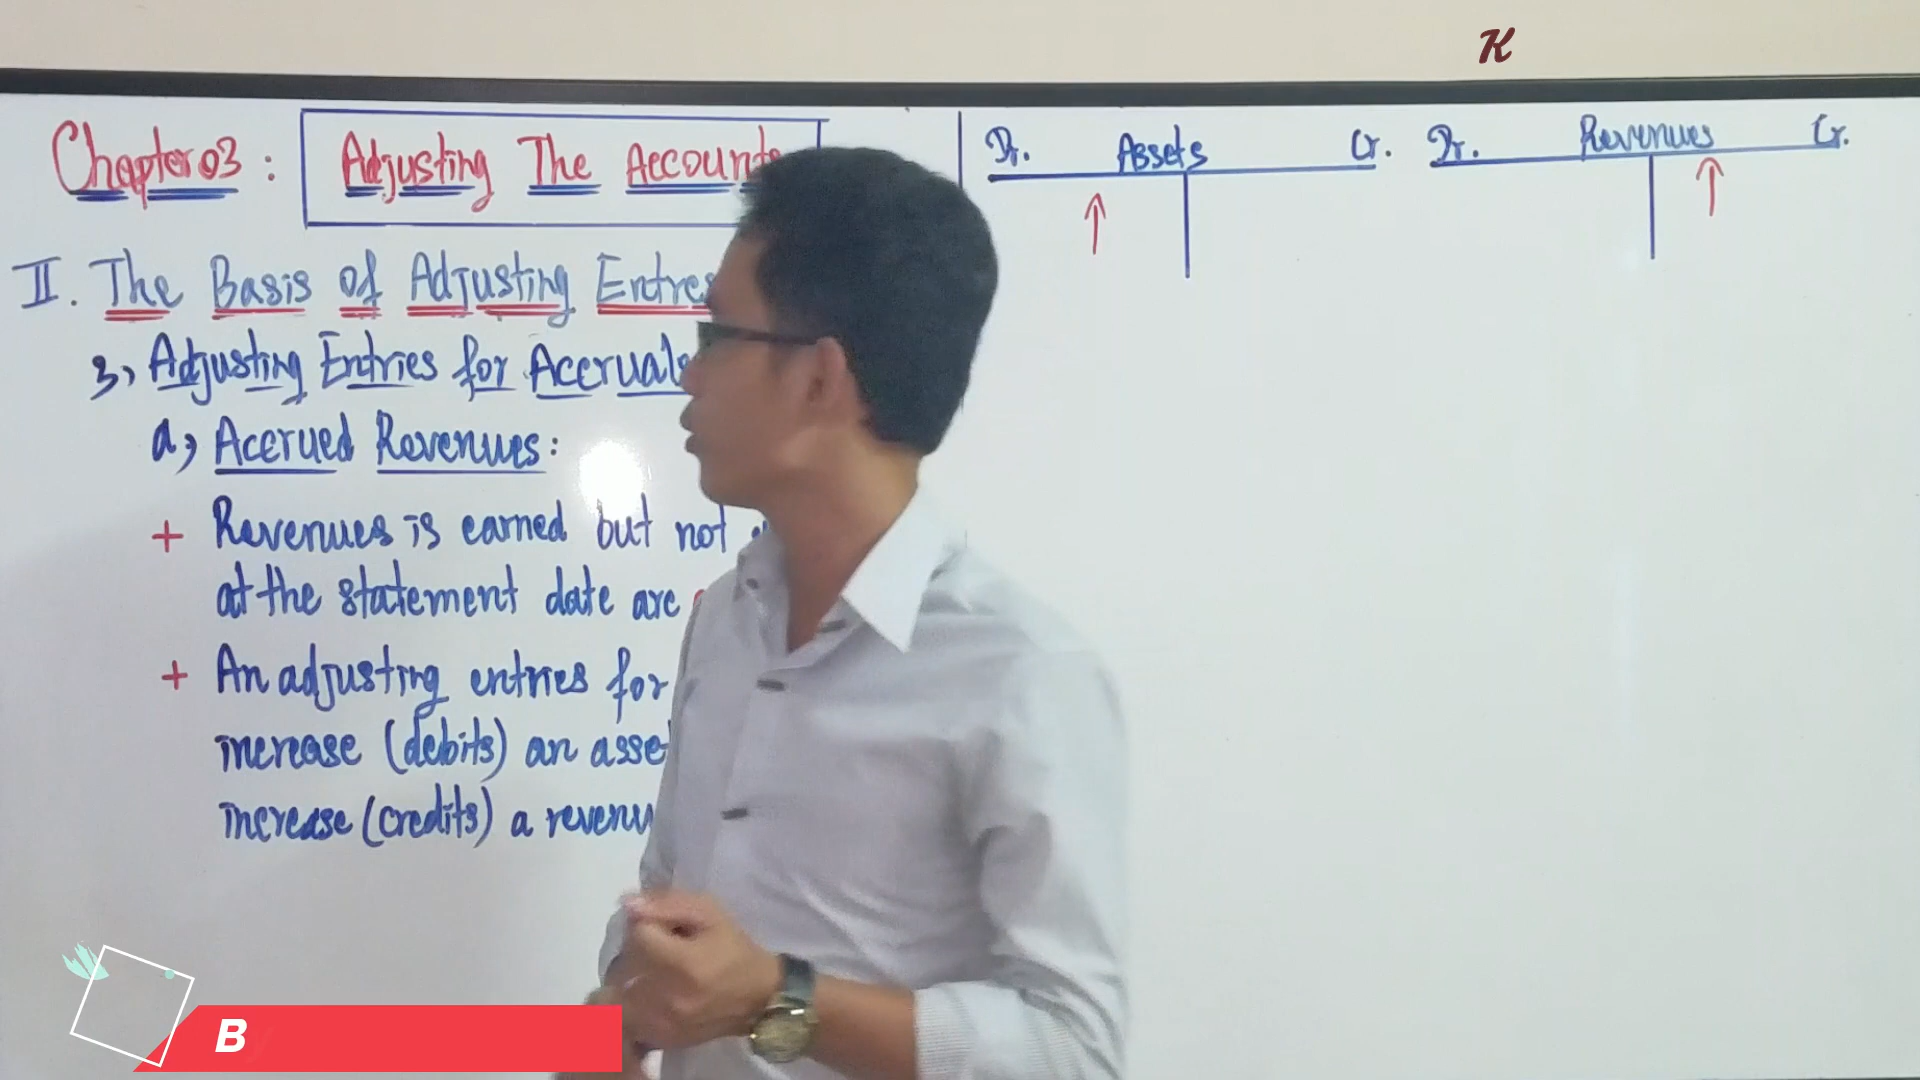 K
Chapter 03 : Adjusting The Account
II. The Basis of Adjusting Entres
3, Adjusting Entries for Accruals
a, Accrued Revenues:
+ Revenues is earned but not
at the statement date are
+ An adjusting entries for
increase (debits) an asse
increase (credits) a revenu
Dr. Assets Cr.
Dr. Revenues Cr.
B